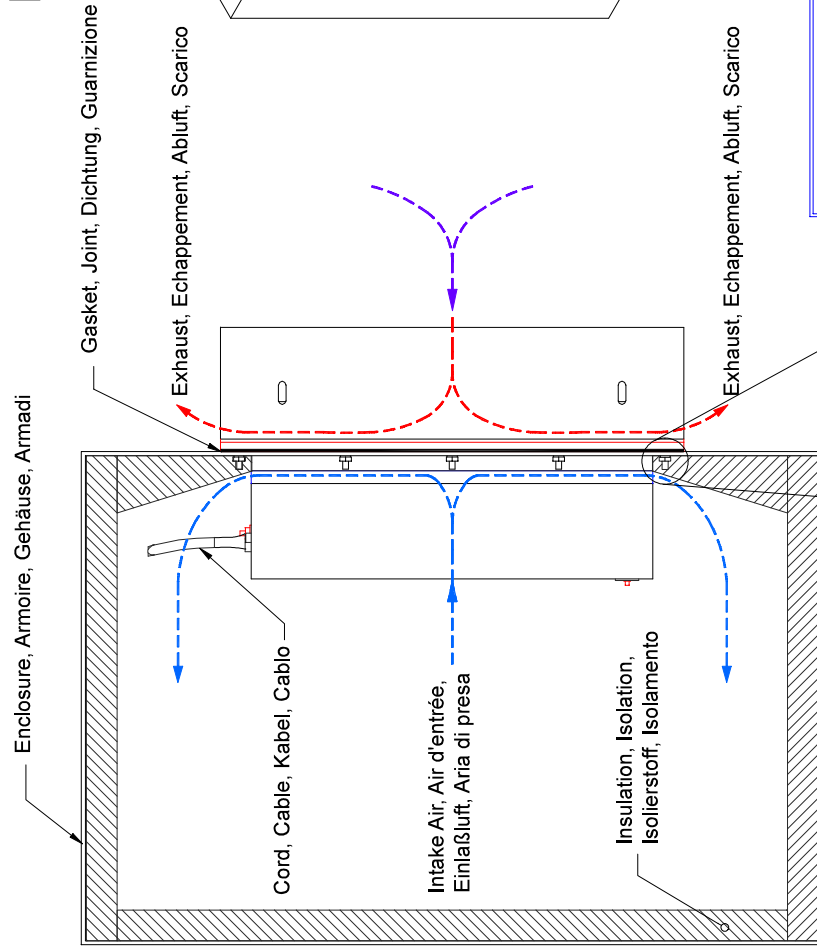 Enclosure, Armoire, Gehäuse, Armadi
Gasket, Joint, Dichtung, Guarnizione
Exhaust, Echappement, Abluft, Scarico
Cord, Cable, Kabel, Cablo
Intake Air, Air d'entrée,
Einlaßluft, Aria di presa
Insulation, Isolation,
Isolierstoff, Isolamento
Exhaust, Echappement, Abluft, Scarico